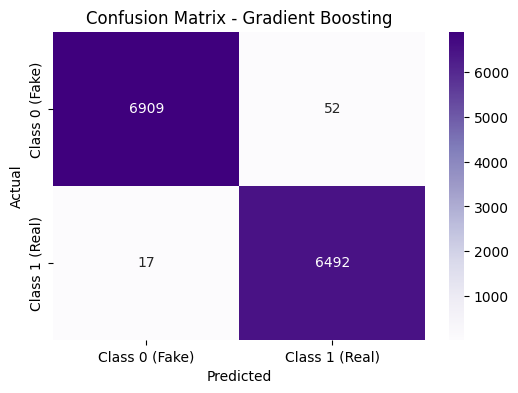 Confusion Matrix - Gradient Boosting
Actual
Class 0 (Fake)
Class 1 (Real)
6909
52
17
6492
Class 0 (Fake)
Class 1 (Real)
Predicted
6000
5000
4000
3000
2000
1000